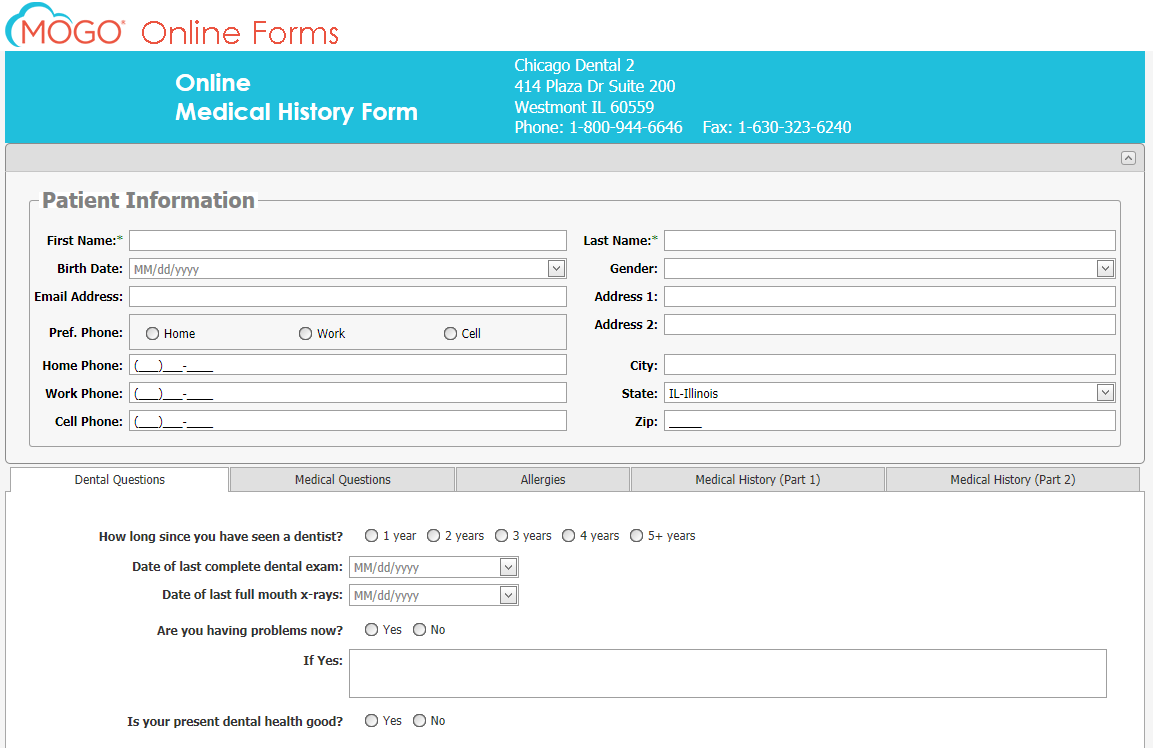 MOGO® Online Forms
Online
Medical History Form
Chicago Dental 2
414 Plaza Dr Suite 200
Westmont IL 60559
Phone: 1-800-944-6646 Fax: 1-630-323-6240
Patient Information
First Name:* Last Name:*
Birth Date: MM/dd/yyyy Gender:
Email Address: Address 1:
Pref. Phone: Home Work Cell Address 2:
Home Phone: (___)___-____ City:
Work Phone: (___)___-____ State: IL-Illinois
Cell Phone: (___)___-____ Zip: _____
Dental Questions Medical Questions Allergies Medical History (Part 1) Medical History (Part 2)
How long since you have seen a dentist? 1 year 2 years 3 years 4 years 5+ years
Date of last complete dental exam: MM/dd/yyyy
Date of last full mouth x-rays: MM/dd/yyyy
Are you having problems now? Yes No
If Yes:
Is your present dental health good? Yes No